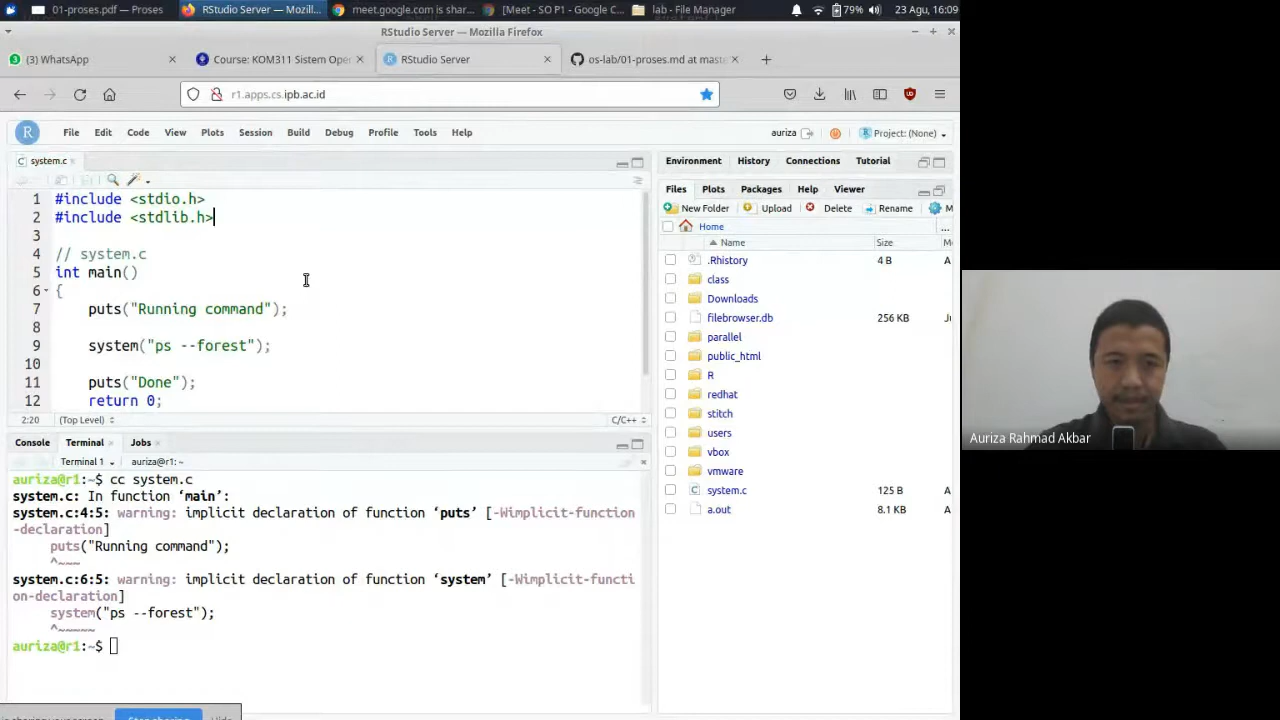 01-proses.pdf — Proses
RStudio Server — Mozill...
meet.google.com is shar...
[Meet - SO P1 - Google C...
lab - File Manager
79%
23 Agu, 16:09
RStudio Server — Mozilla Firefox
(3) WhatsApp
Course: KOM311 Sistem Oper
RStudio Server
os-lab/01-proses.md at mast
r1.apps.cs.ipb.ac.id
File Edit Code View Plots Session Build Debug Profile Tools Help
auriza
Project: (None)
system.c
1 #include <stdio.h>
2 #include <stdlib.h>
3
4 // system.c
5 int main()
6 {
7 puts("Running command");
8
9 system("ps --forest");
10
11 puts("Done");
12 return 0;
2:20 (Top Level) C/C++
Console Terminal Jobs
Terminal 1 auriza@r1: ~
auriza@r1:~$ cc system.c
system.c: In function ‘main’:
system.c:4:5: warning: implicit declaration of function ‘puts’ [-Wimplicit-function
-declaration]
puts("Running command");
^~~~
system.c:6:5: warning: implicit declaration of function ‘system’ [-Wimplicit-functi
on-declaration]
system("ps --forest");
^~~~~~
auriza@r1:~$
Environment History Connections Tutorial
Files Plots Packages Help Viewer
New Folder Upload Delete Rename M
Home ...
Name Size M
.Rhistory 4 B A
class
Downloads
filebrowser.db 256 KB Ju
parallel
public_html
R
redhat
stitch
users
vbox
vmware
system.c 125 B A
a.out 8.1 KB A
Auriza Rahmad Akbar
is sharing your screen.
Stop sharing
Hide